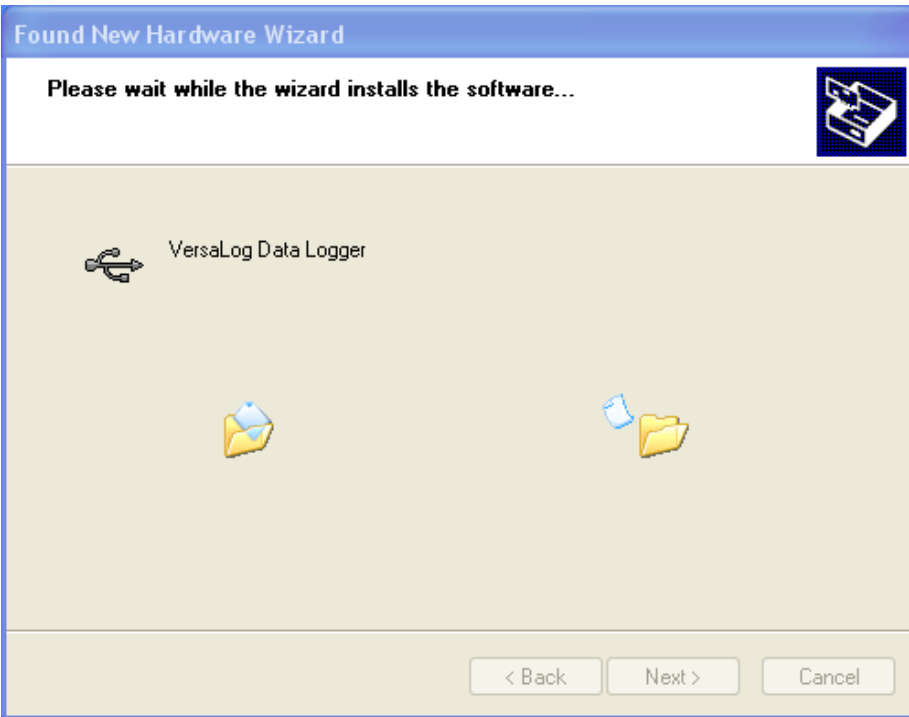 Found New Hardware Wizard
Please wait while the wizard installs the software...
VersaLog Data Logger
< Back Next > Cancel